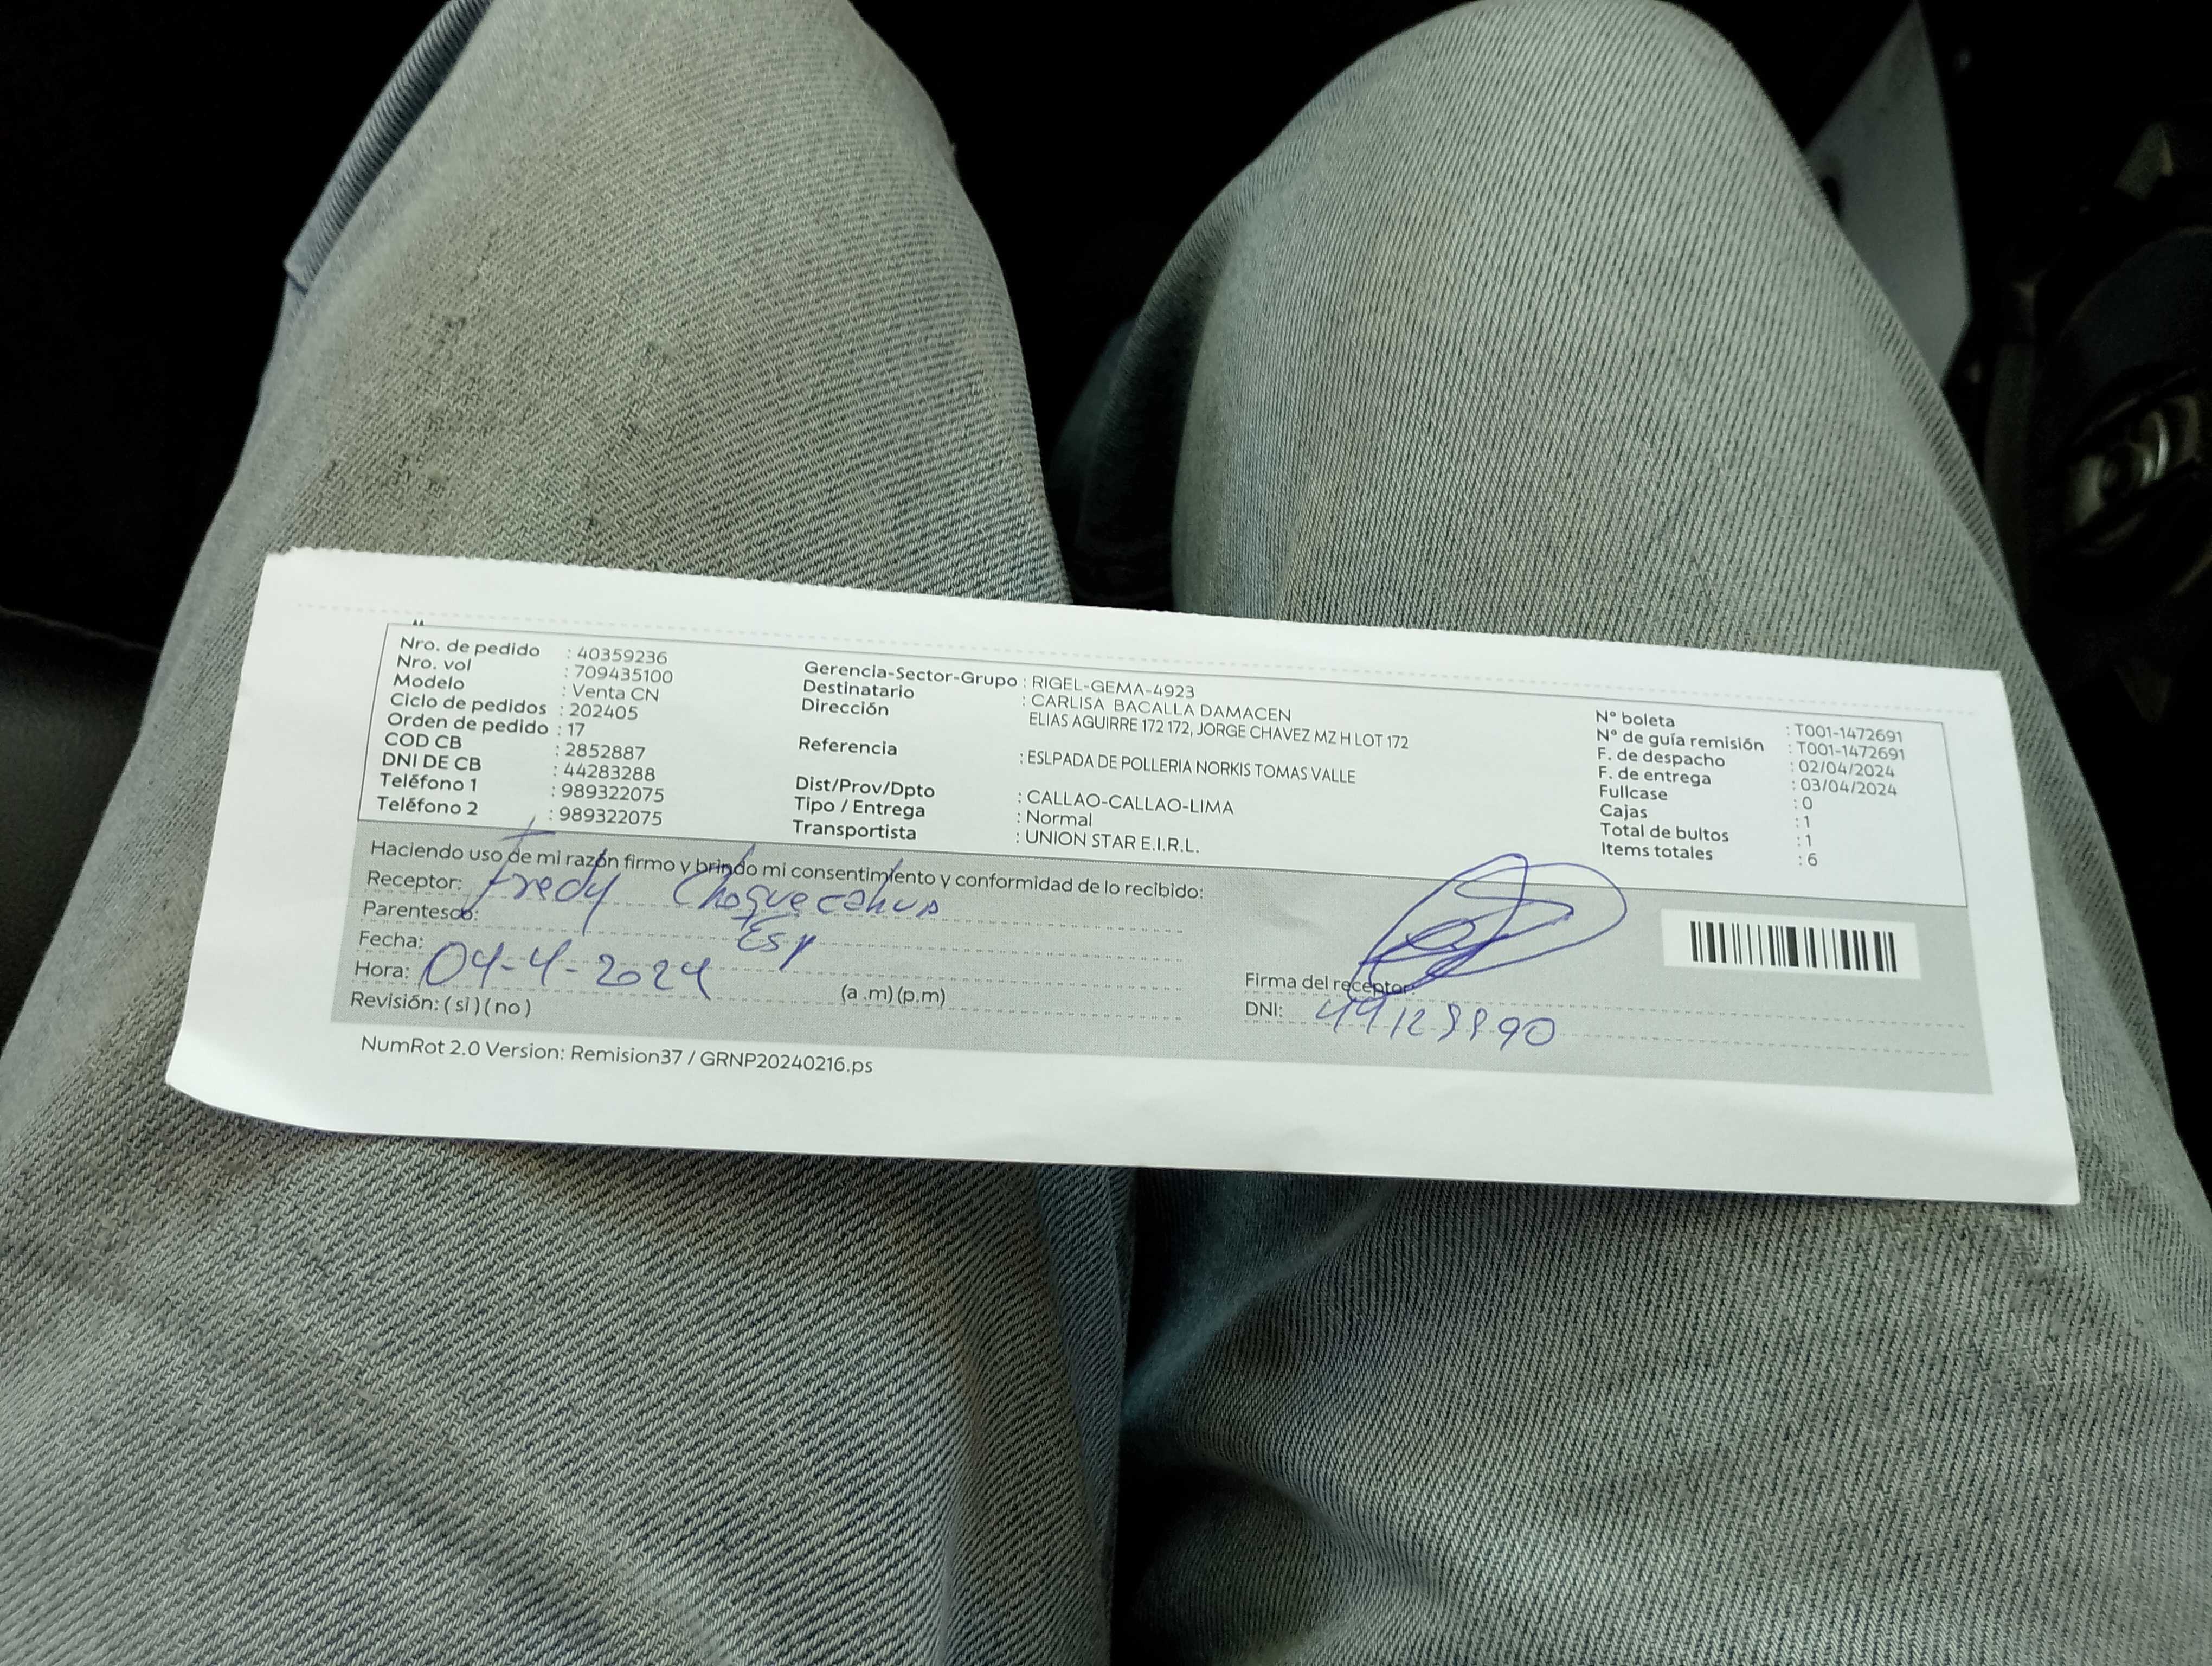 Nro. de pedido : 40359236
Nro. vol : 709435100
Modelo : Venta CN
Ciclo de pedidos : 202405
Orden de pedido : 17
COD CB : 2852887
DNI DE CB : 44283288
Teléfono 1 : 989322075
Teléfono 2 : 989322075
Gerencia-Sector-Grupo : RIGEL-GEMA-4923
Destinatario : CARLISA BACALLA DAMACEN
Dirección ELIAS AGUIRRE 172 172, JORGE CHAVEZ MZ H LOT 172
Referencia : ESLPADA DE POLLERIA NORKIS TOMAS VALLE
Dist/Prov/Dpto : CALLAO-CALLAO-LIMA
Tipo / Entrega : Normal
Transportista : UNION STAR E.I.R.L.
N° boleta : T001-1472691
N° de guía remisión : T001-1472691
F. de despacho : 02/04/2024
F. de entrega : 03/04/2024
Fullcase : 0
Cajas : 1
Total de bultos : 1
Items totales : 6
Haciendo uso de mi razón firmo y brindo mi consentimiento y conformidad de lo recibido:
Receptor: Fredy Choquecahua
Parentesco: Esp
Fecha: 04-4-2024
Hora: (a .m) (p.m)
Revisión: ( si ) ( no )
Firma del receptor
DNI:
NumRot 2.0 Version: Remision37 / GRNP20240216.ps